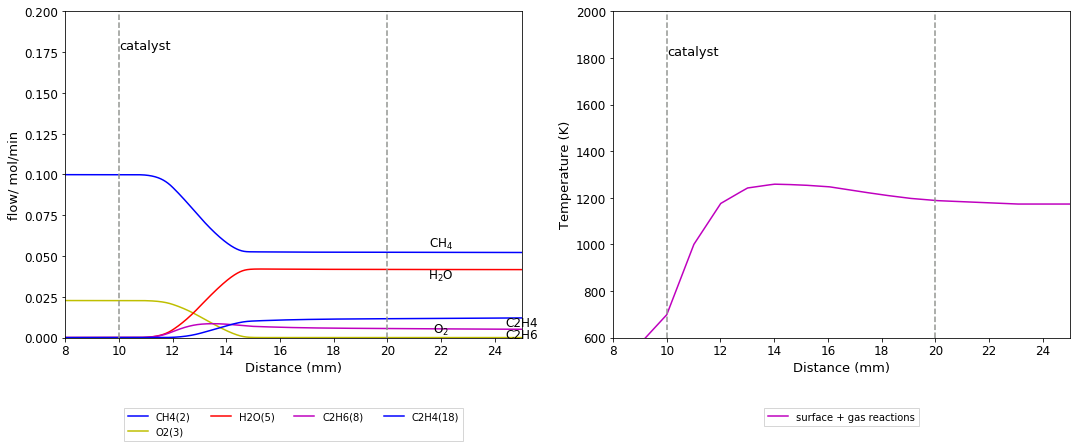 0.200
0.175
0.150
0.125
0.100
0.075
0.050
0.025
0.000
flow/ mol/min
catalyst
CH₄
H₂O
O₂
C2H4
C2H6
8 10 12 14 16 18 20 22 24
Distance (mm)
CH4(2) H2O(5) C2H6(8) C2H4(18)
O2(3)
2000
1800
1600
1400
1200
1000
800
600
Temperature (K)
catalyst
8 10 12 14 16 18 20 22 24
Distance (mm)
surface + gas reactions